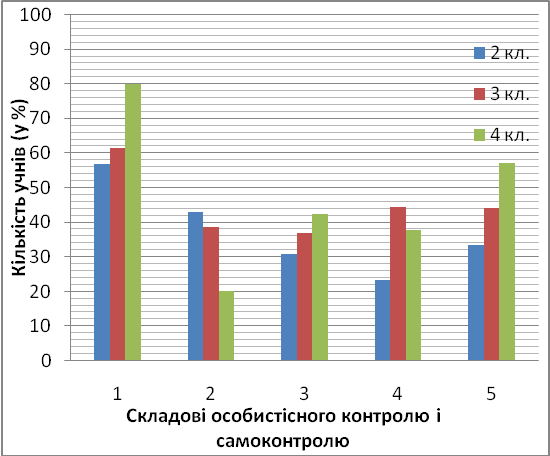 100
90
80
70
60
50
40
30
20
10
0
Кількість учнів (у %)
2 кл.
3 кл.
4 кл.
1 2 3 4 5
Складові особистісного контролю і
самоконтролю